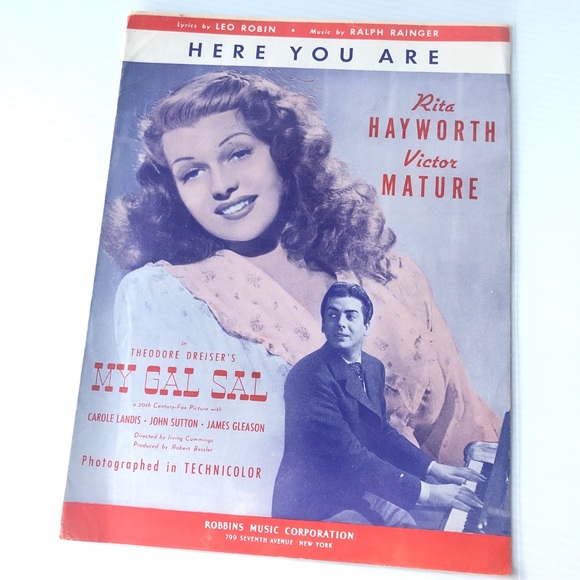 Lyrics by LEO ROBIN • Music by RALPH RAINGER
HERE YOU ARE
Rita
HAYWORTH
Victor
MATURE
in
THEODORE DREISER'S
MY GAL SAL
a 20th Century-Fox Picture with
CAROLE LANDIS • JOHN SUTTON • JAMES GLEASON
Directed by Irving Cummings
Produced by Robert Bassler
Photographed in TECHNICOLOR
ROBBINS MUSIC CORPORATION
799 SEVENTH AVENUE NEW YORK